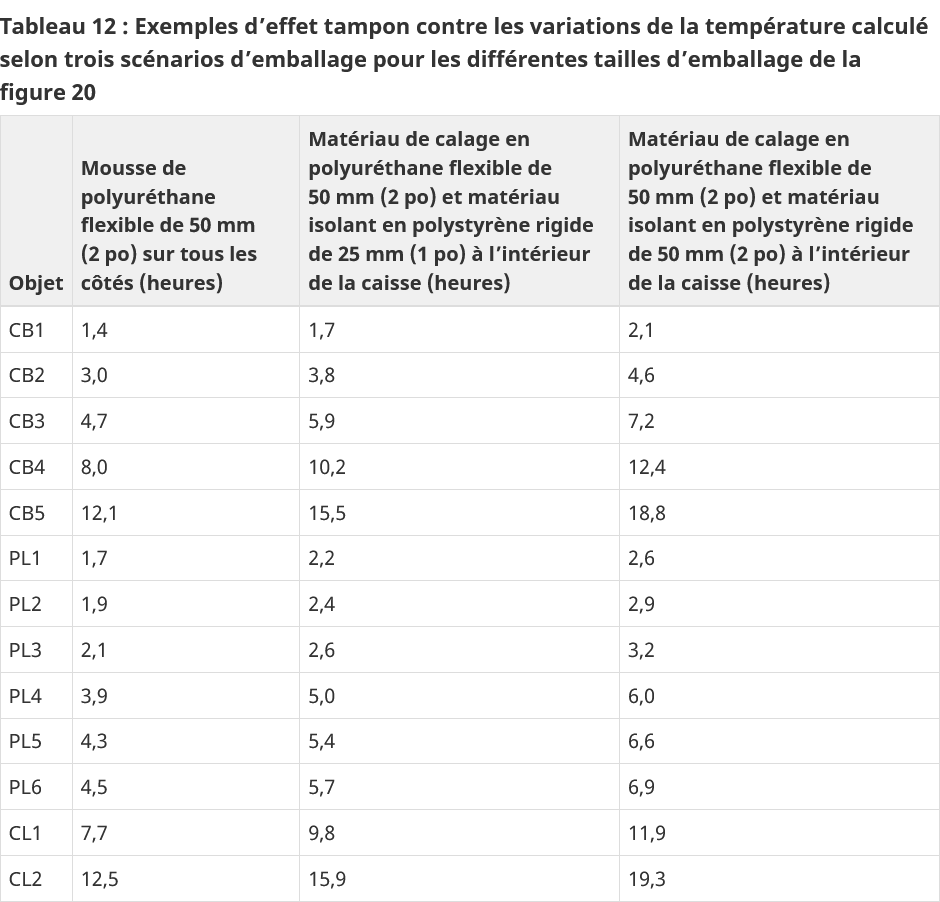 Tableau 12 : Exemples d’effet tampon contre les variations de la température calculé
selon trois scénarios d’emballage pour les différentes tailles d’emballage de la
figure 20
Objet
Mousse de
polyuréthane
flexible de 50 mm
(2 po) sur tous les
côtés (heures)
Matériau de calage en
polyuréthane flexible de
50 mm (2 po) et matériau
isolant en polystyrène rigide
de 25 mm (1 po) à l’intérieur
de la caisse (heures)
Matériau de calage en
polyuréthane flexible de
50 mm (2 po) et matériau
isolant en polystyrène rigide
de 50 mm (2 po) à l’intérieur
de la caisse (heures)
CB1 1,4 1,7 2,1
CB2 3,0 3,8 4,6
CB3 4,7 5,9 7,2
CB4 8,0 10,2 12,4
CB5 12,1 15,5 18,8
PL1 1,7 2,2 2,6
PL2 1,9 2,4 2,9
PL3 2,1 2,6 3,2
PL4 3,9 5,0 6,0
PL5 4,3 5,4 6,6
PL6 4,5 5,7 6,9
CL1 7,7 9,8 11,9
CL2 12,5 15,9 19,3